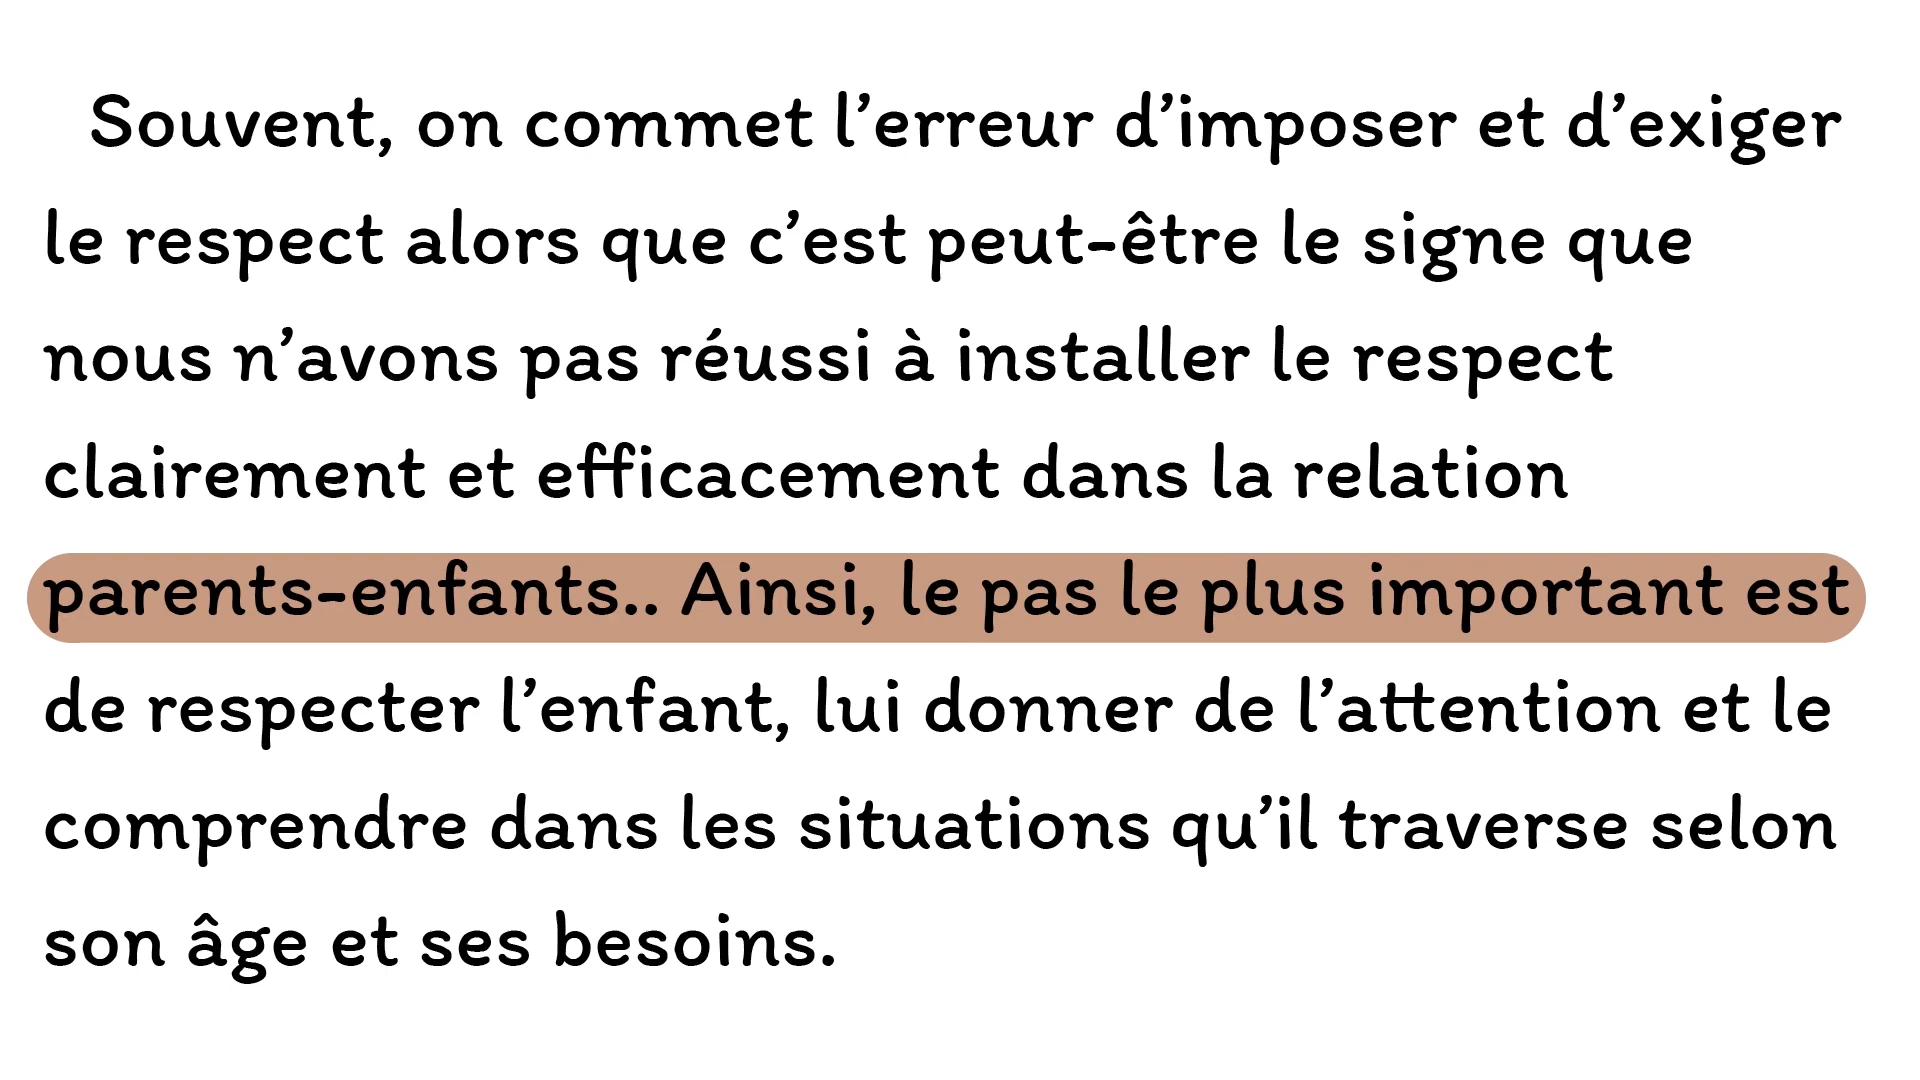 Souvent, on commet l’erreur d’imposer et d’exiger
le respect alors que c’est peut-être le signe que
nous n’avons pas réussi à installer le respect
clairement et efficacement dans la relation
parents-enfants.. Ainsi, le pas le plus important est
de respecter l’enfant, lui donner de l’attention et le
comprendre dans les situations qu’il traverse selon
son âge et ses besoins.